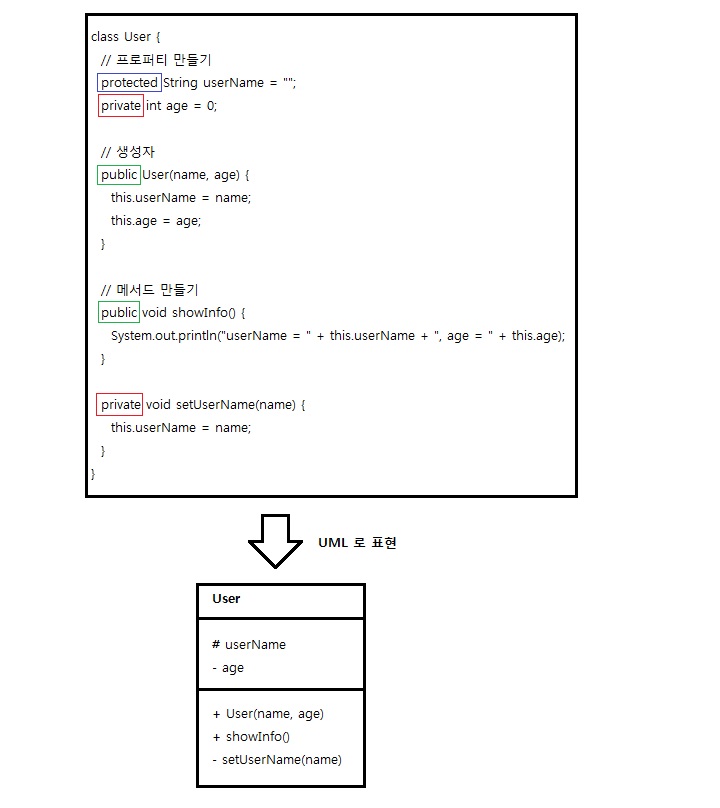 class User {
// 프로퍼티 만들기
protected String userName = "";
private int age = 0;
// 생성자
public User(name, age) {
this.userName = name;
this.age = age;
}
// 메서드 만들기
public void showInfo() {
System.out.println("userName = " + this.userName + ", age = " + this.age);
}
private void setUserName(name) {
this.userName = name;
}
}
UML 로 표현
User
# userName
- age
+ User(name, age)
+ showInfo()
- setUserName(name)